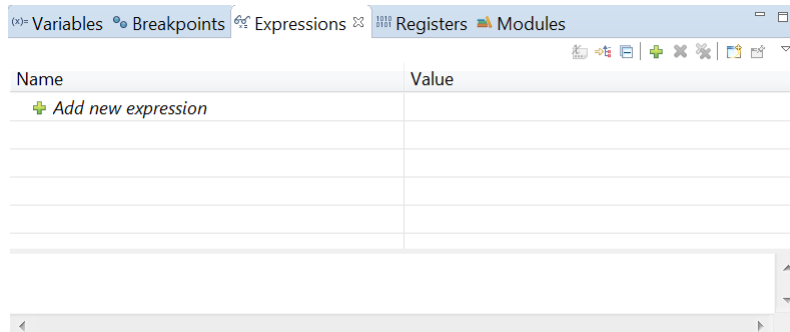 (x)= Variables Breakpoints Expressions Registers Modules
Name Value
Add new expression